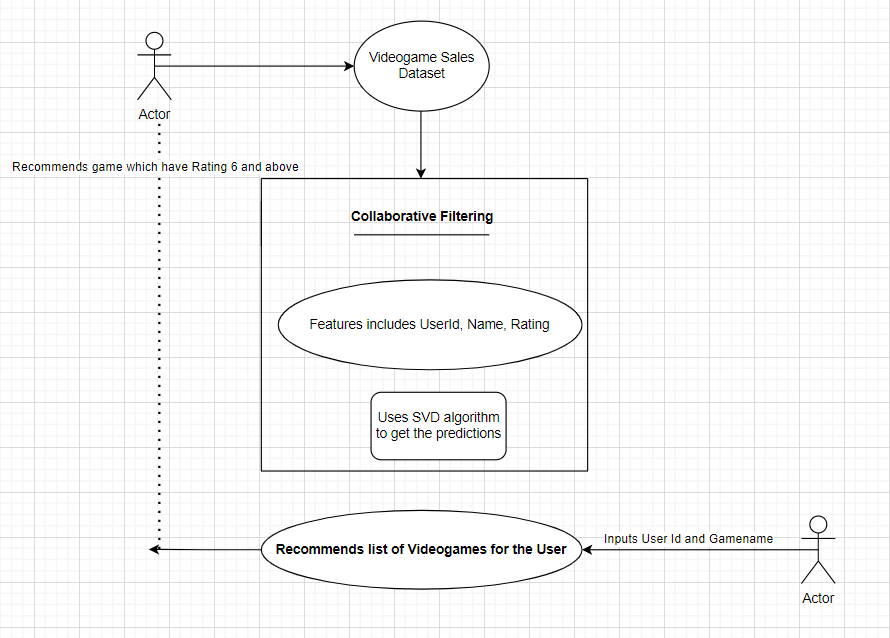 Videogame Sales
Dataset
Actor
Recommends game which have Rating 6 and above
Collaborative Filtering
Features includes UserId, Name, Rating
Uses SVD algorithm
to get the predictions
Recommends list of Videogames for the User
Inputs User Id and Gamename
Actor